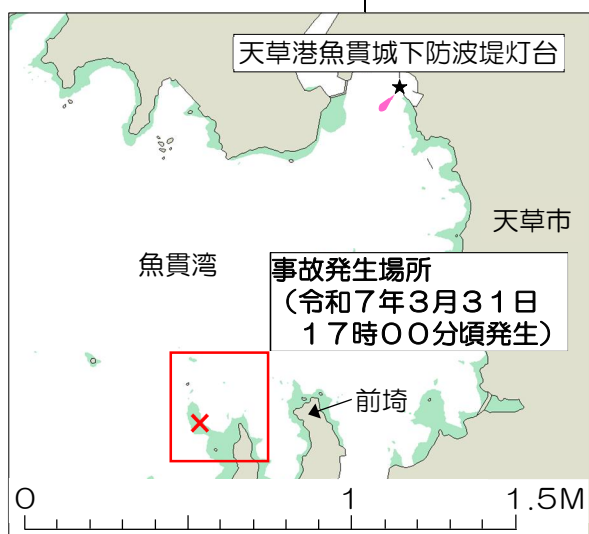 天草港魚貫城下防波堤灯台
天草市
魚貫湾
事故発生場所
(令和7年3月31日
17時00分頃発生)
前埼
0 1 1.5M